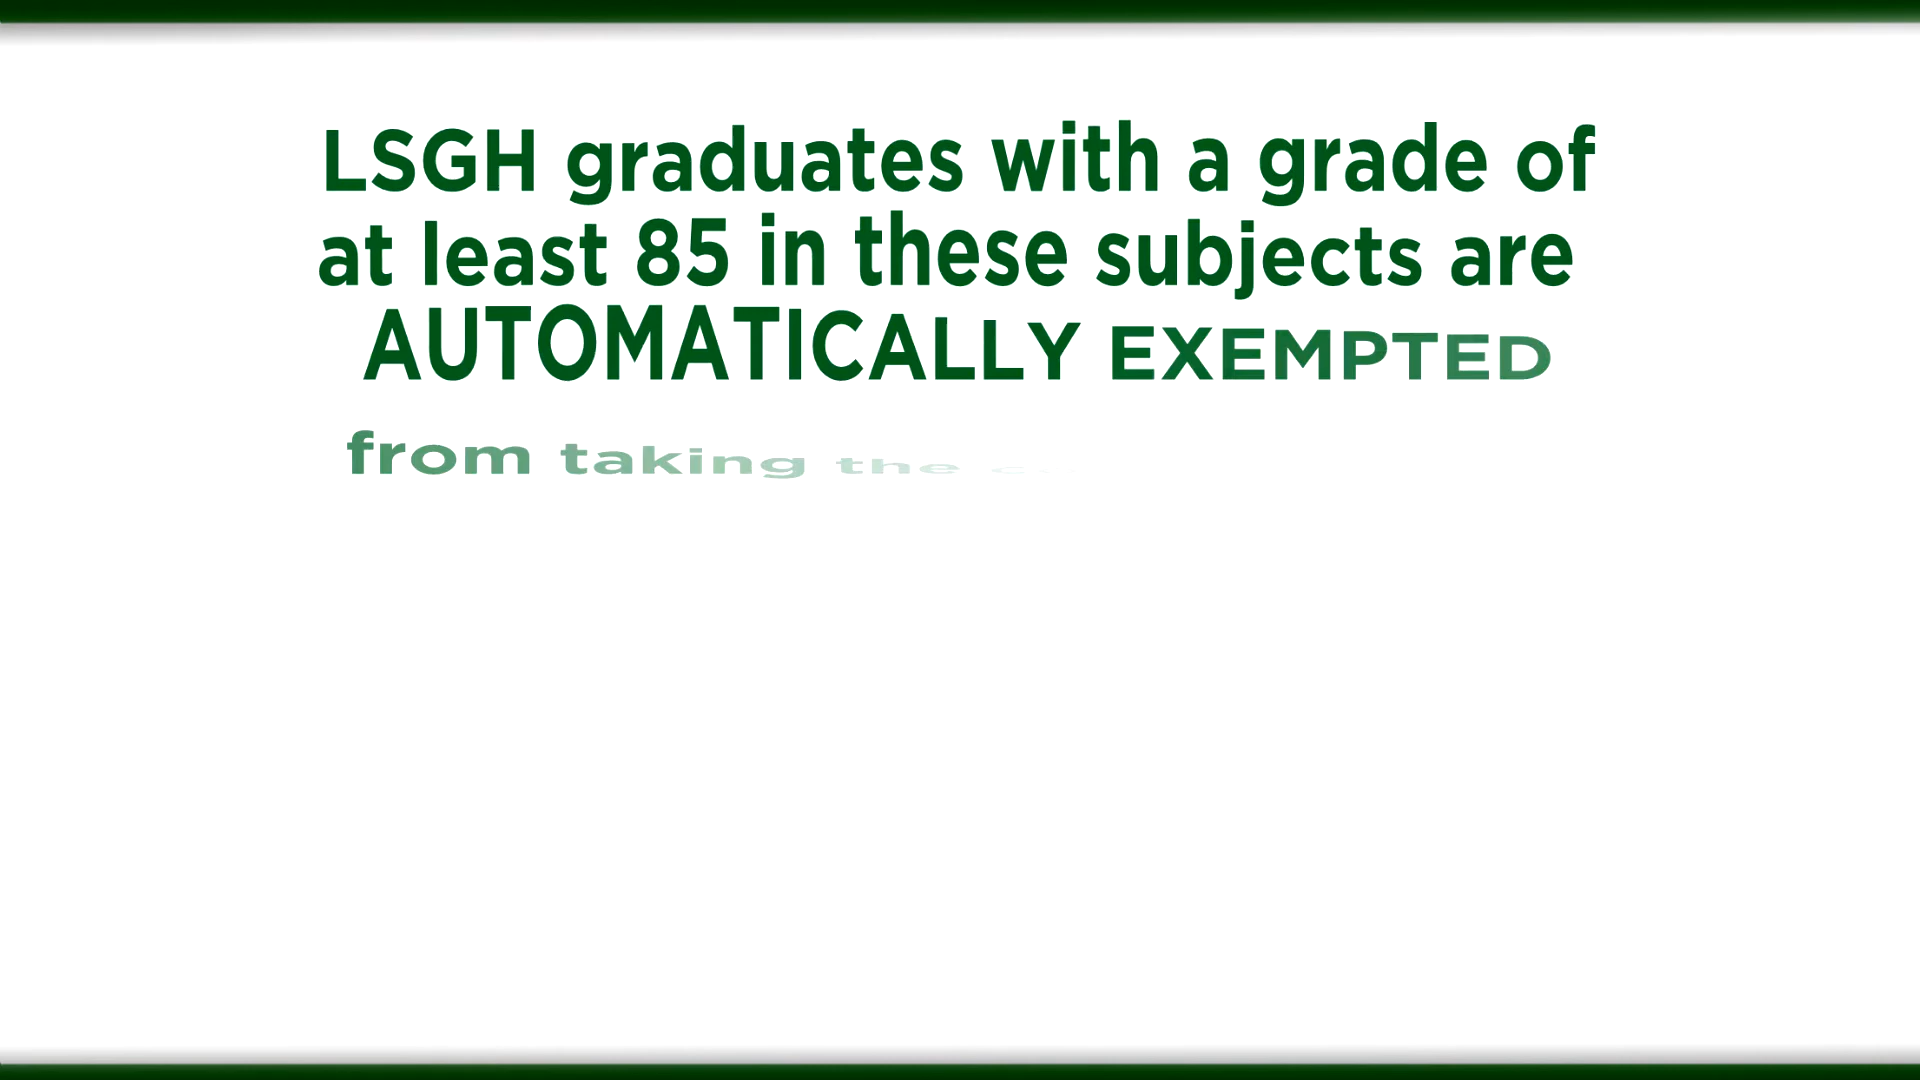 LSGH graduates with a grade of
at least 85 in these subjects are
AUTOMATICALLY EXEMPTED
from taking the